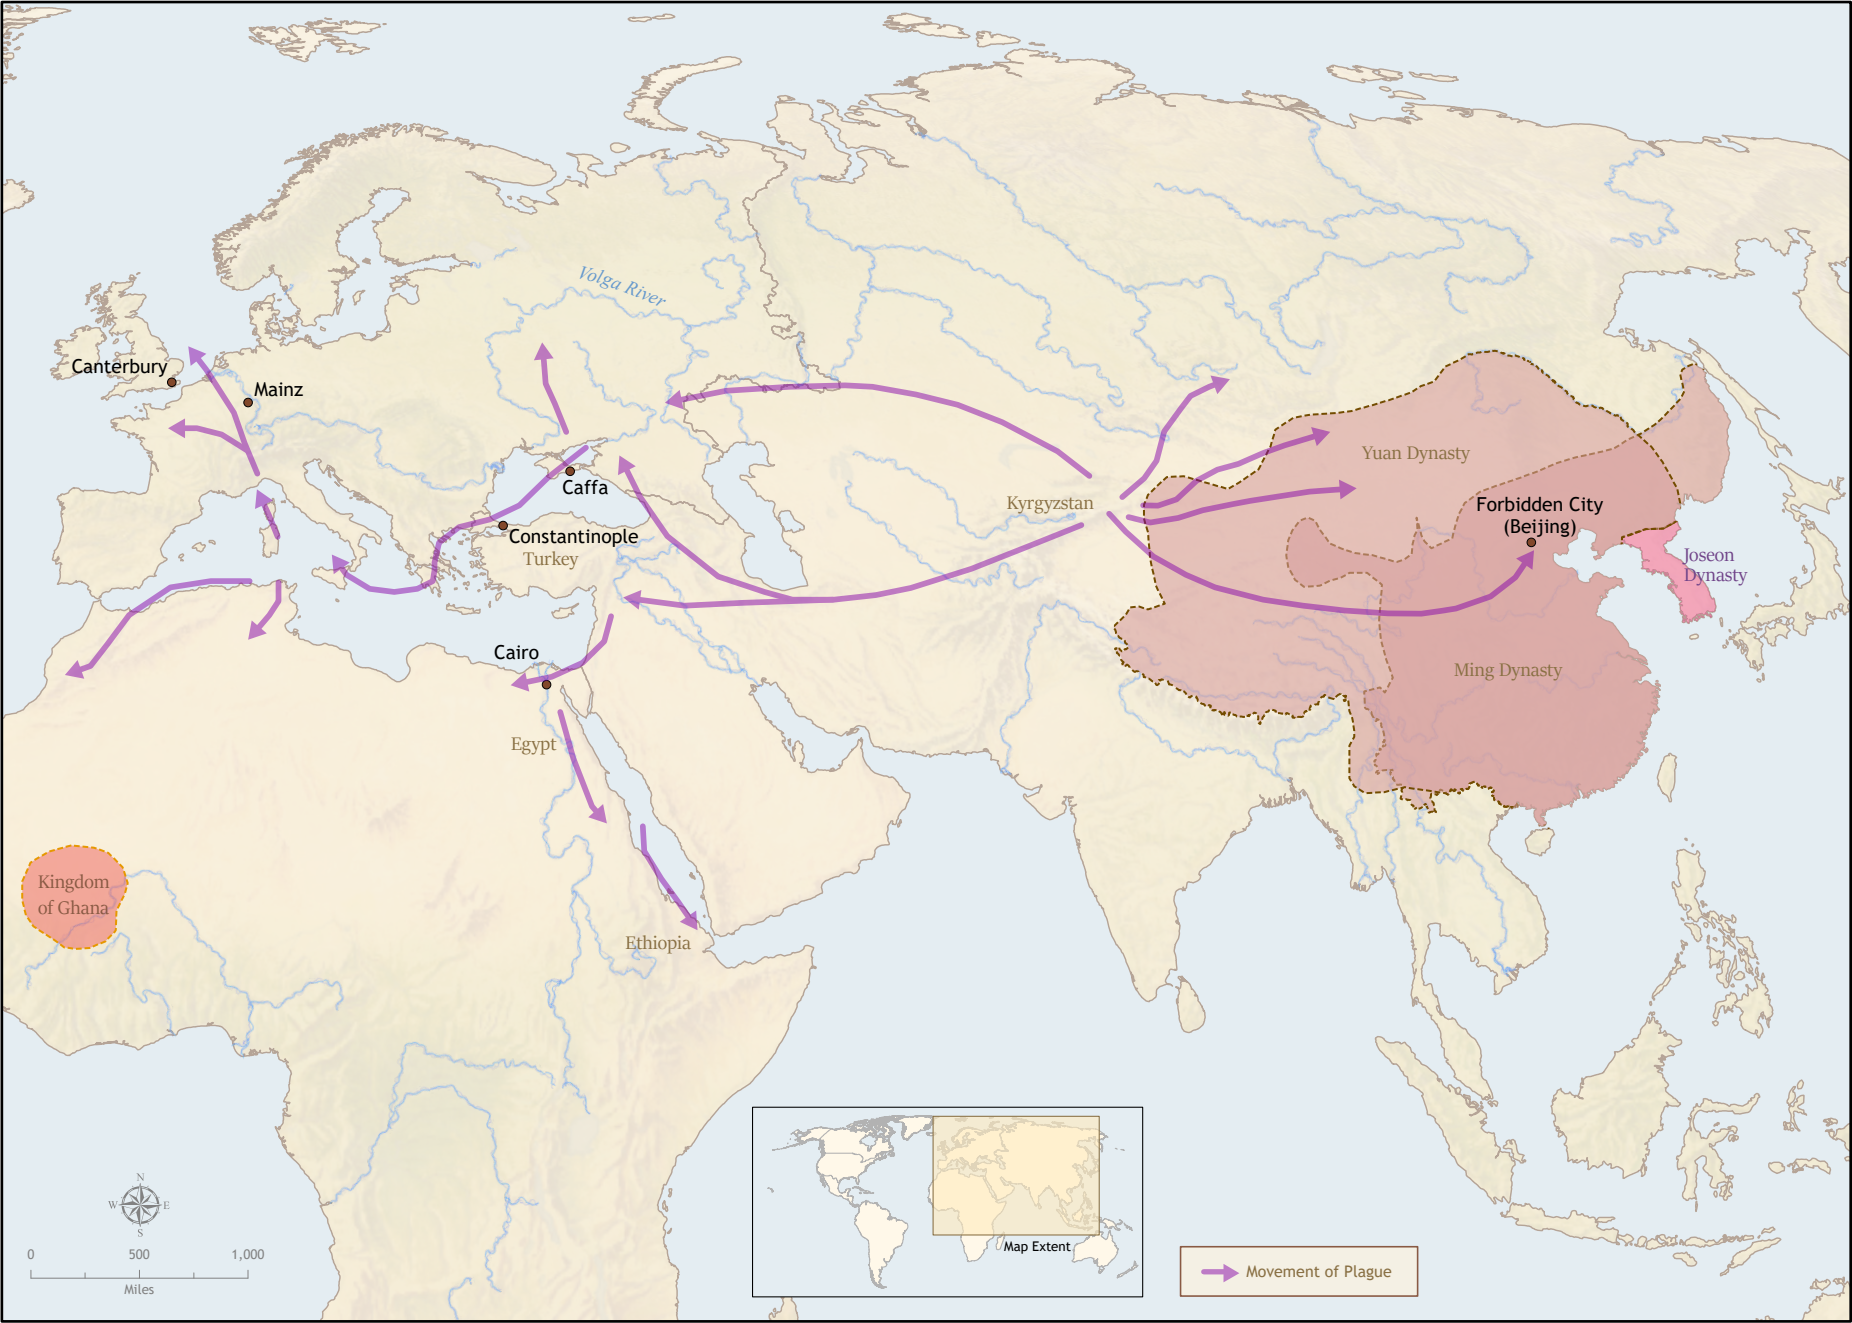 Volga River
Canterbury
Mainz
Caffa
Constantinople
Turkey
Kyrgyzstan
Yuan Dynasty
Forbidden City
(Beijing)
Joseon
Dynasty
Ming Dynasty
Cairo
Egypt
Kingdom
of Ghana
Ethiopia
N
W E
S
0 500 1,000
Miles
Map Extent
Movement of Plague